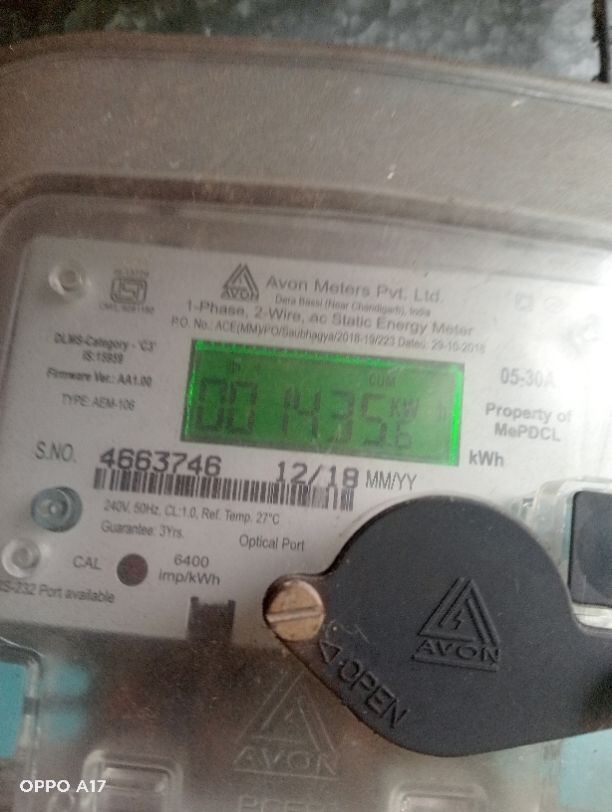 AVON
Avon Meters Pvt. Ltd.
Dera Bassi (Near Chandigarh), India
1-Phase, 2-Wire, ac Static Energy Meter
P.O. No.: ACE(MM)/PO/Saubhagya/2018-19/223 Dated: 29-10-2018
DLMS-Category - 'C3'
IS:15959
Firmware Ver.: AA1.00
TYPE: AEM-106
CUM
001435.6 kWh
05-30A
Property of
MePDCL
kWh
S.NO. 4663746 12/18 MM/YY
240V, 50Hz, CL:1.0, Ref. Temp. 27°C
Guarantee: 3Yrs.
Optical Port
CAL 6400
imp/kWh
RS-232 Port available
AVON
OPEN
AVON
OPPO A17